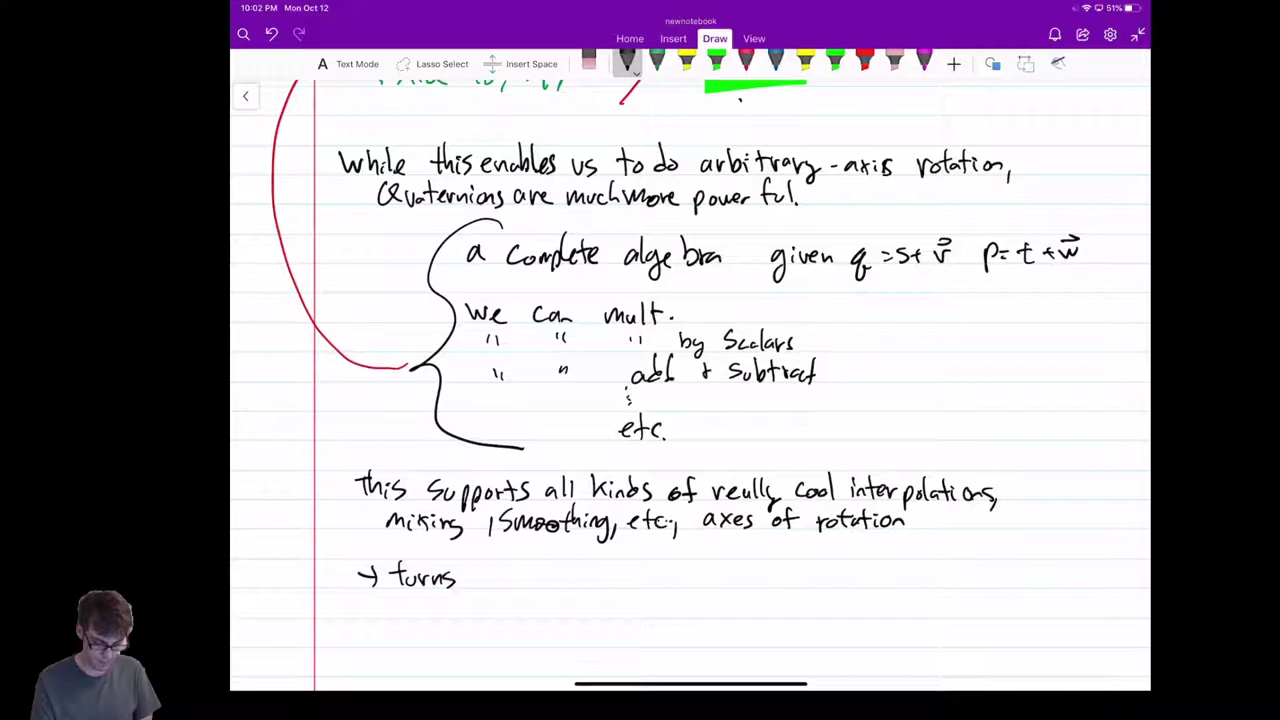 10:02 PM Mon Oct 12
51%
newnotebook
Home Insert Draw View
Text Mode Lasso Select Insert Space
While this enables us to do arbitrary-axis rotation,
Quaternions are much more powerful.
a complete algebra given q = s + v⃗ p = t + w⃗
we can mult.
" " " by scalars
" " add + subtract
etc.
This supports all kinds of really cool interpolations,
mixing, smoothing, etc., axes of rotation
→ turns